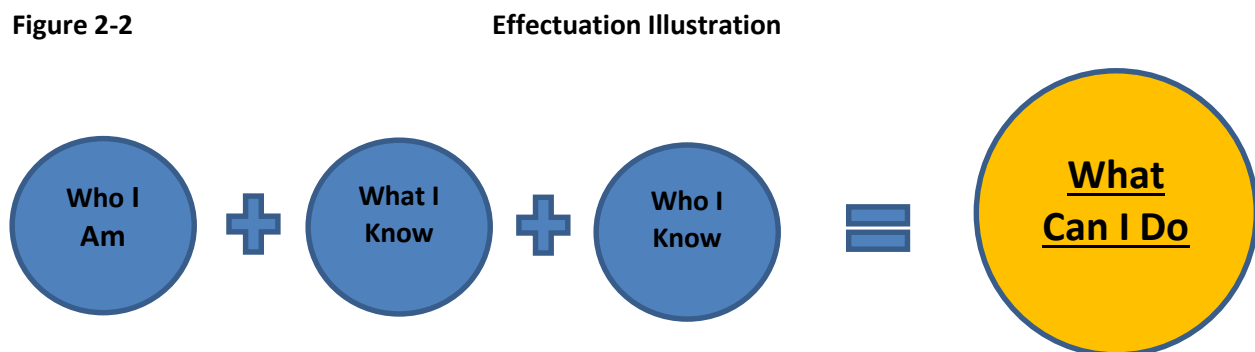 Figure 2-2 Effectuation Illustration
Who I
Am
What I
Know
Who I
Know
What
Can I Do